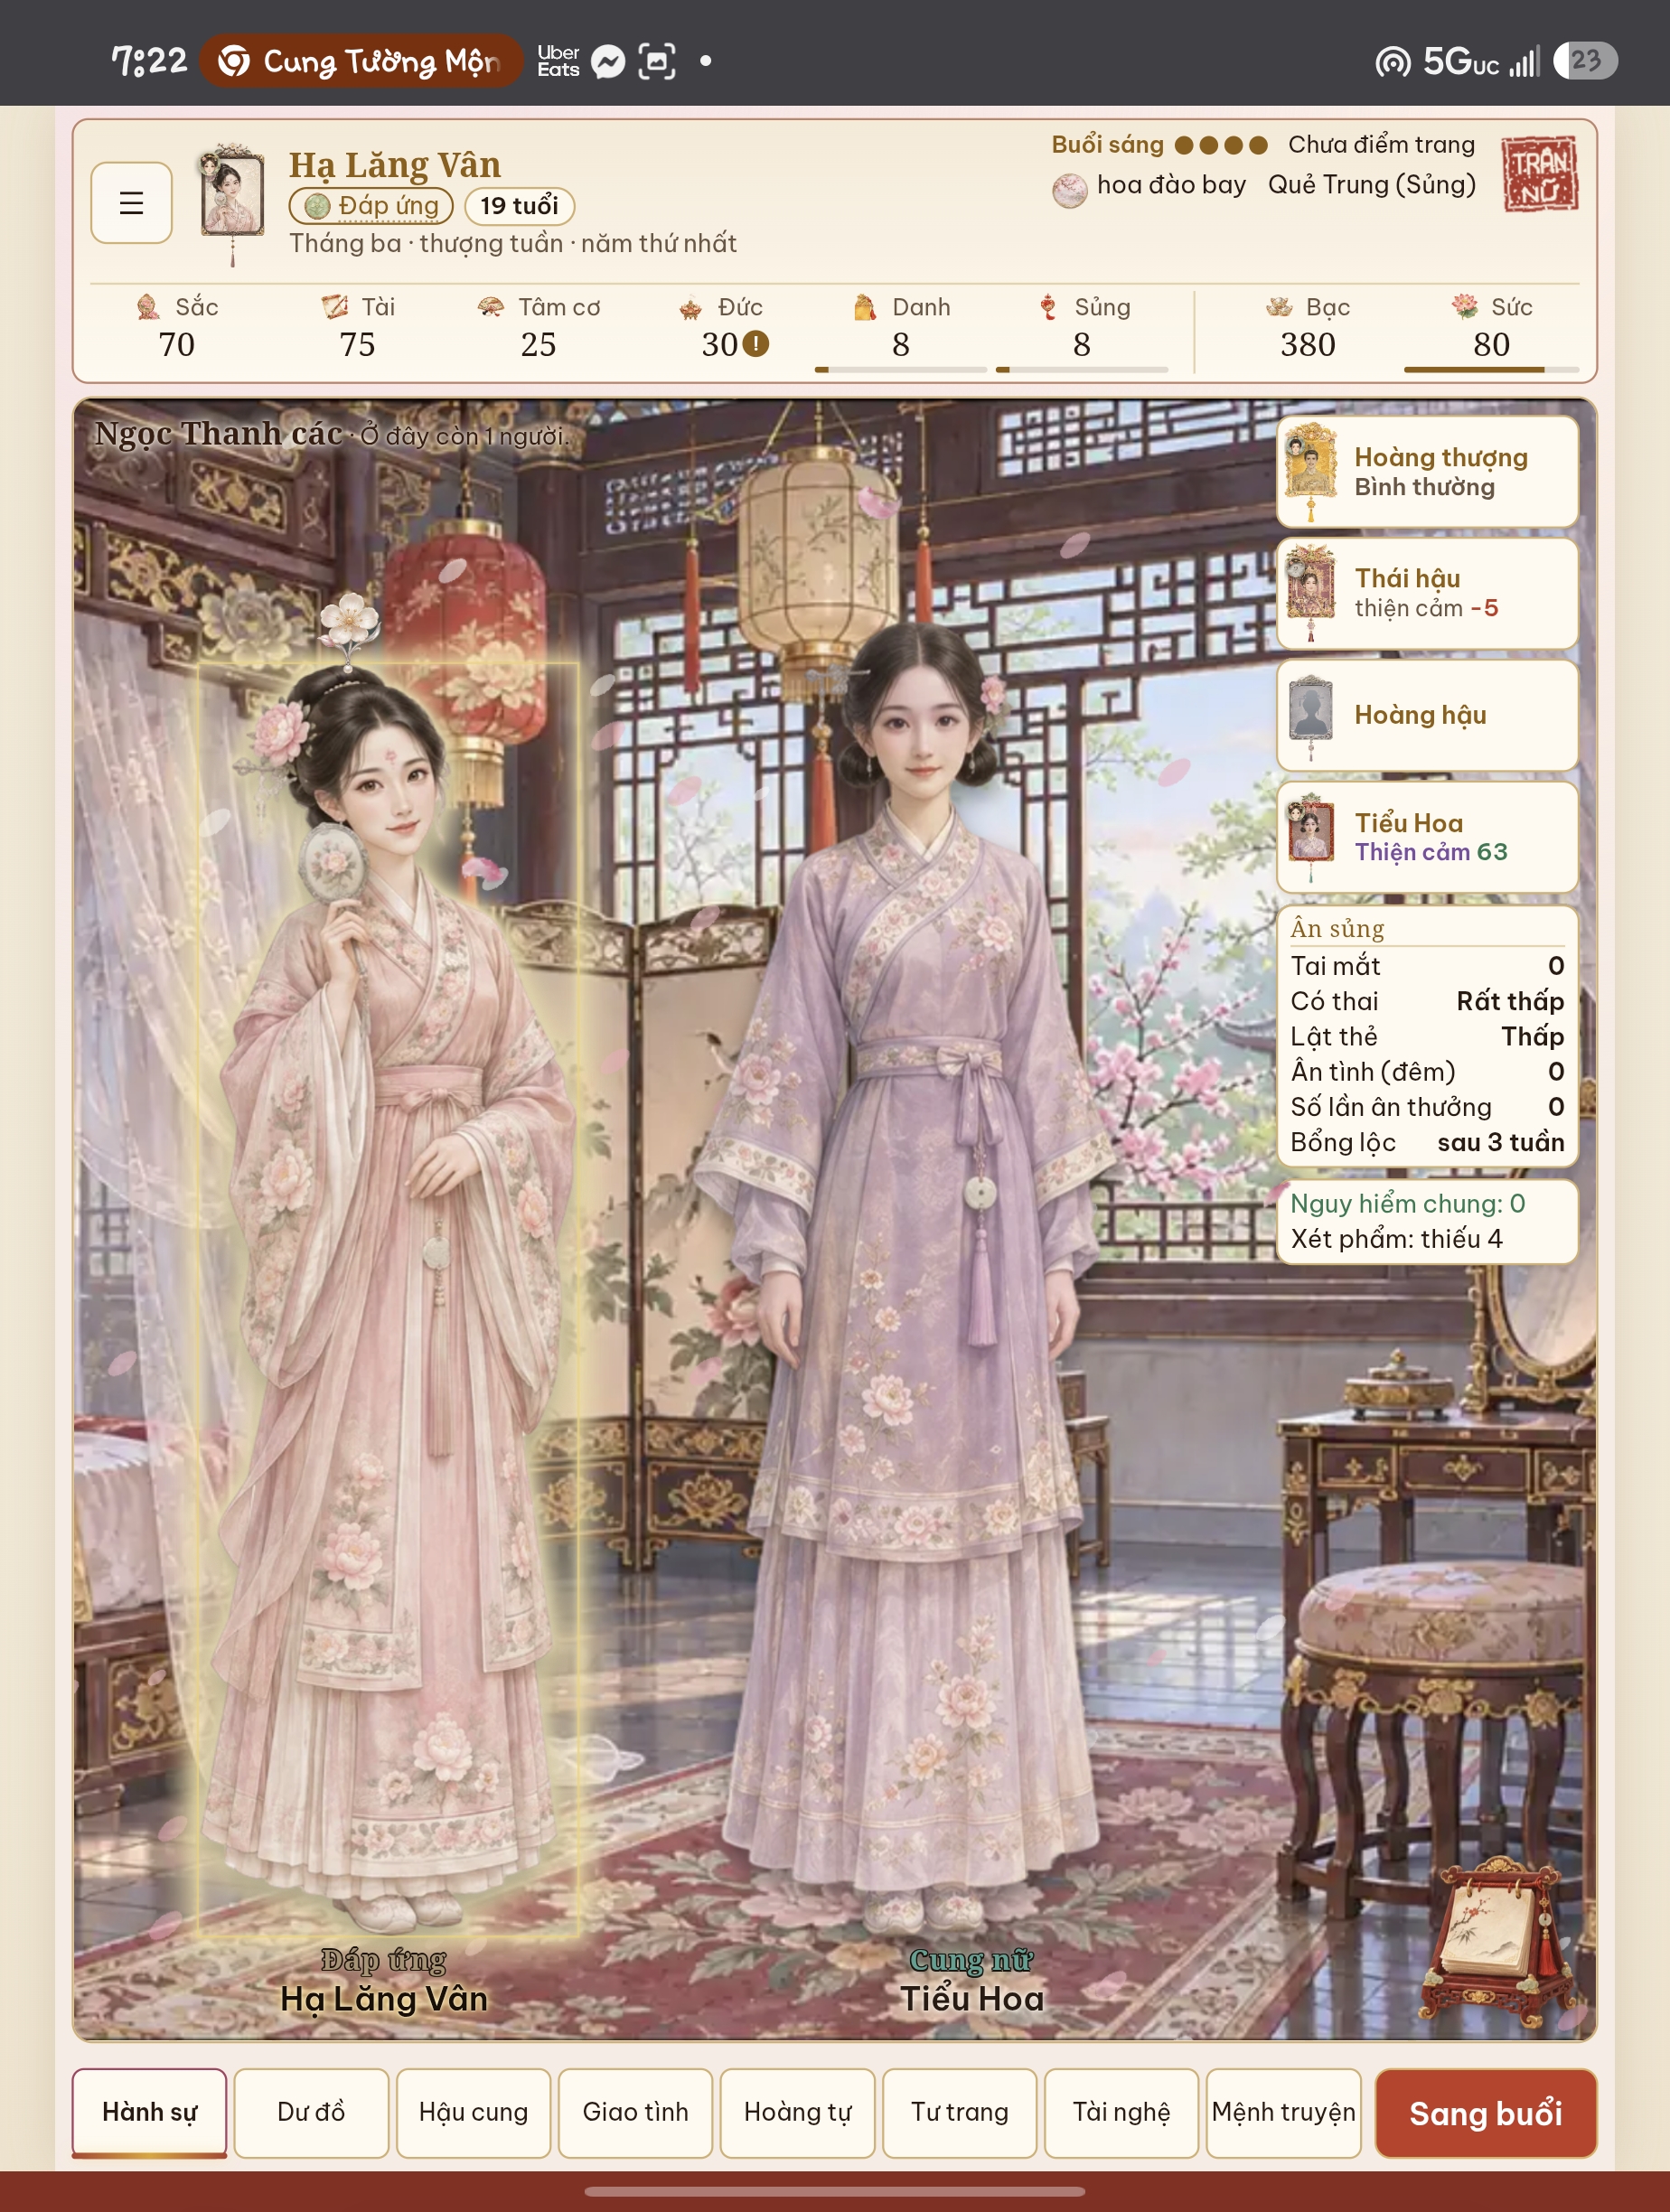 7:22
Cung Tường Mộn
Uber Eats
5G UC
23
Hạ Lăng Vân
Đáp ứng
19 tuổi
Tháng ba · thượng tuần · năm thứ nhất
Buổi sáng
Chưa điểm trang
hoa đào bay
Quẻ Trung (Sủng)
TRÂN NỮ
Sắc
Tài
Tâm cơ
Đức
Danh
Sủng
Bạc
Sức
70
75
25
30 !
8
8
380
80
Ngọc Thanh các · Ở đây còn 1 người.
Hoàng thượng
Bình thường
Thái hậu
thiện cảm -5
Hoàng hậu
Tiểu Hoa
Thiện cảm 63
Ân sủng
Tai mắt 0
Có thai Rất thấp
Lật thẻ Thấp
Ân tình (đêm) 0
Số lần ân thưởng 0
Bổng lộc sau 3 tuần
Nguy hiểm chung: 0
Xét phẩm: thiếu 4
Đáp ứng
Hạ Lăng Vân
Cung nữ
Tiểu Hoa
Hành sự
Dư đồ
Hậu cung
Giao tình
Hoàng tự
Tư trang
Tài nghệ
Mệnh truyện
Sang buổi